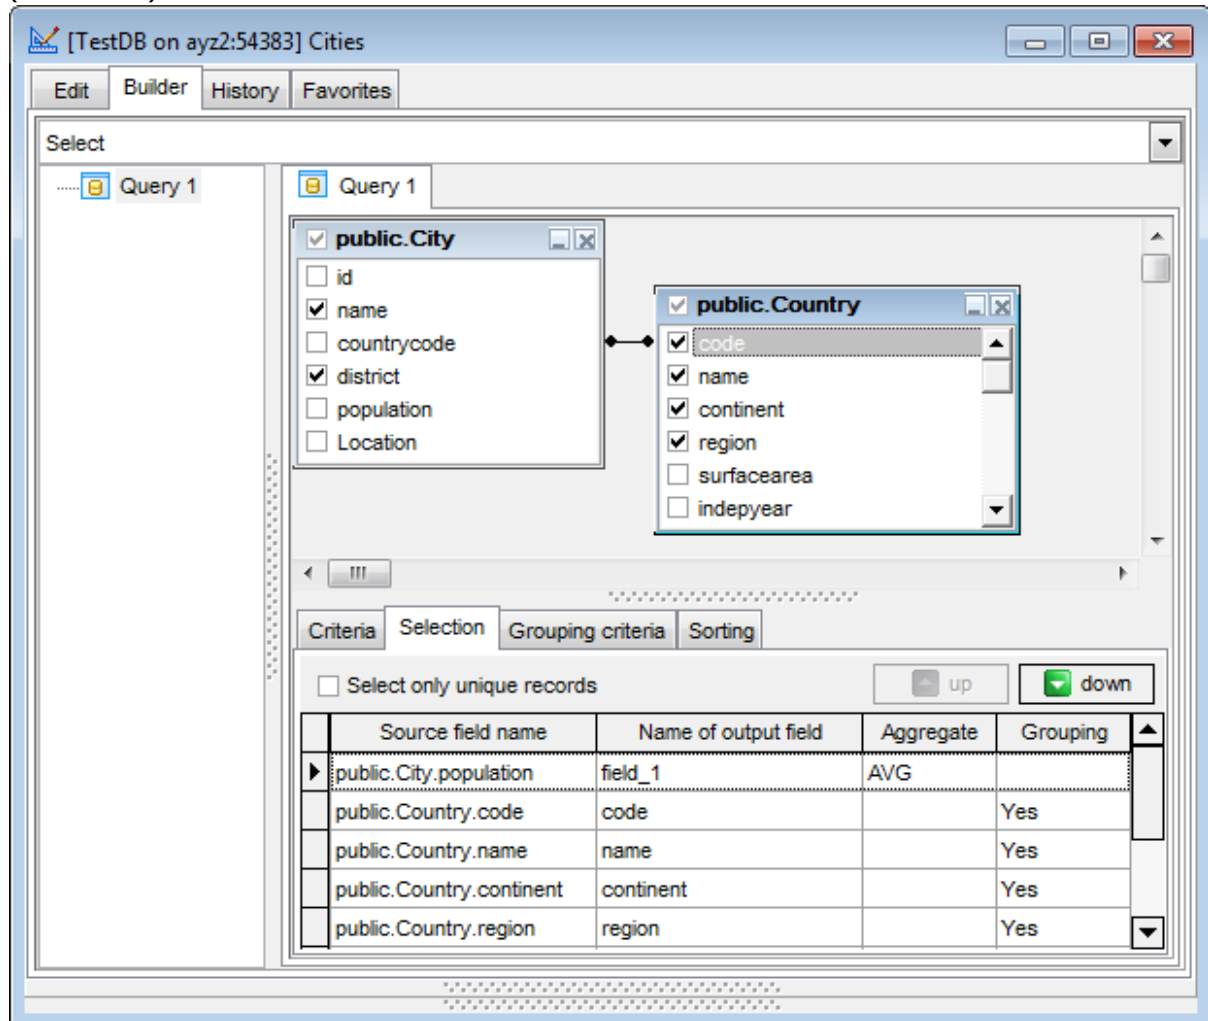 [TestDB on ayz2:54383] Cities
Edit Builder History Favorites
Select
Query 1
Query 1
public.City
id
name
countrycode
district
population
Location
public.Country
code
name
continent
region
surfacearea
indepyear
Criteria Selection Grouping criteria Sorting
Select only unique records up down
Source field name Name of output field Aggregate Grouping
public.City.population field_1 AVG
public.Country.code code Yes
public.Country.name name Yes
public.Country.continent continent Yes
public.Country.region region Yes